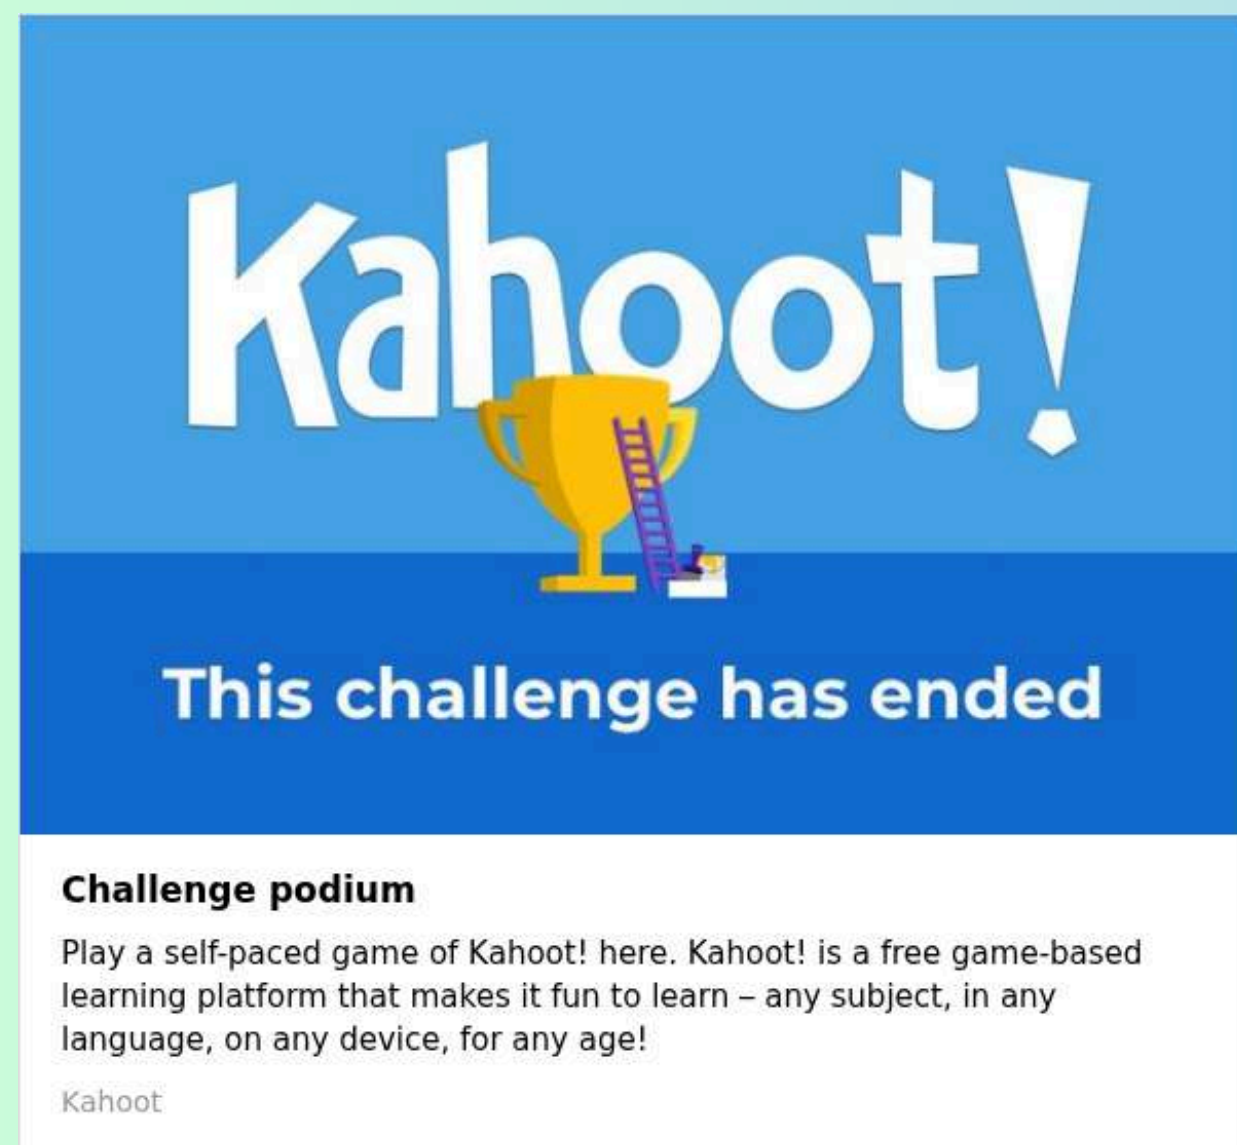 Kahoot!
This challenge has ended
Challenge podium
Play a self-paced game of Kahoot! here. Kahoot! is a free game-based
learning platform that makes it fun to learn – any subject, in any
language, on any device, for any age!
Kahoot